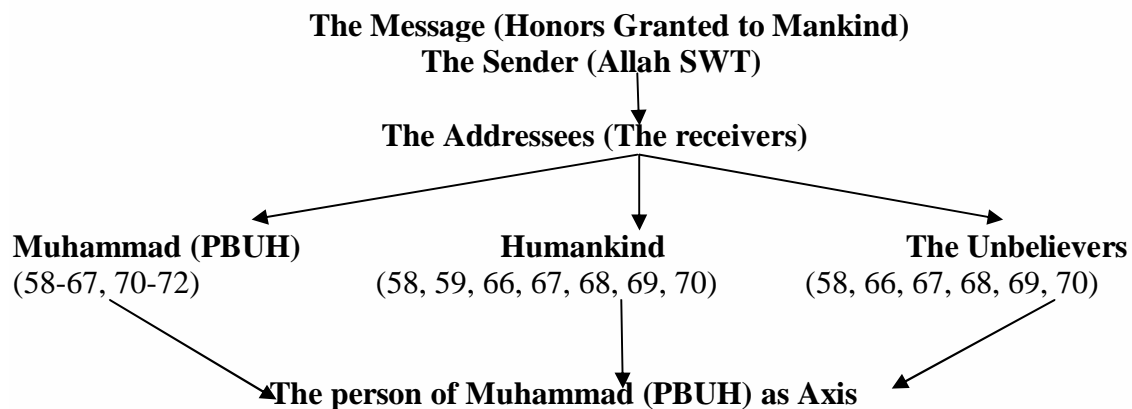 The Message (Honors Granted to Mankind)
The Sender (Allah SWT)
The Addressees (The receivers)
Muhammad (PBUH) Humankind The Unbelievers
(58-67, 70-72) (58, 59, 66, 67, 68, 69, 70) (58, 66, 67, 68, 69, 70)
The person of Muhammad (PBUH) as Axis